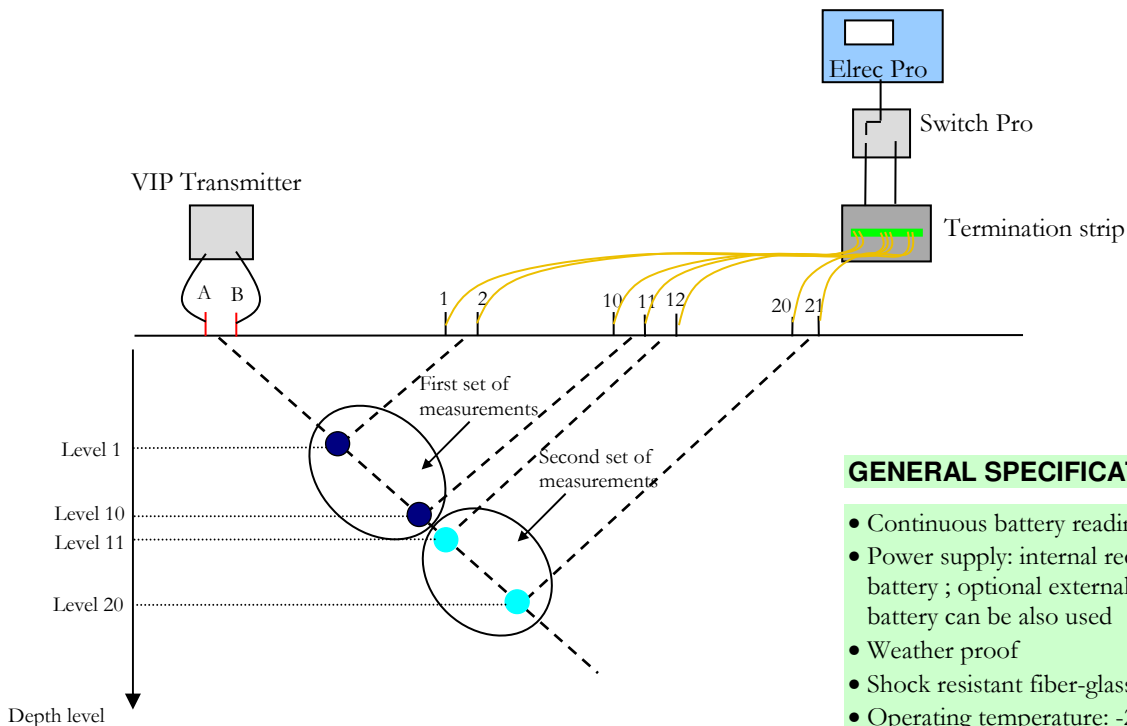 Elrec Pro
Switch Pro
VIP Transmitter
Termination strip
A
B
1
2
10
11
12
20
21
First set of
measurements
Level 1
Second set of
measurements
Level 10
Level 11
Level 20
Depth level
GENERAL SPECIFICAT
• Continuous battery readin
• Power supply: internal rec
battery ; optional external
battery can be also used
• Weather proof
• Shock resistant fiber-glass
• Operating temperature: -2